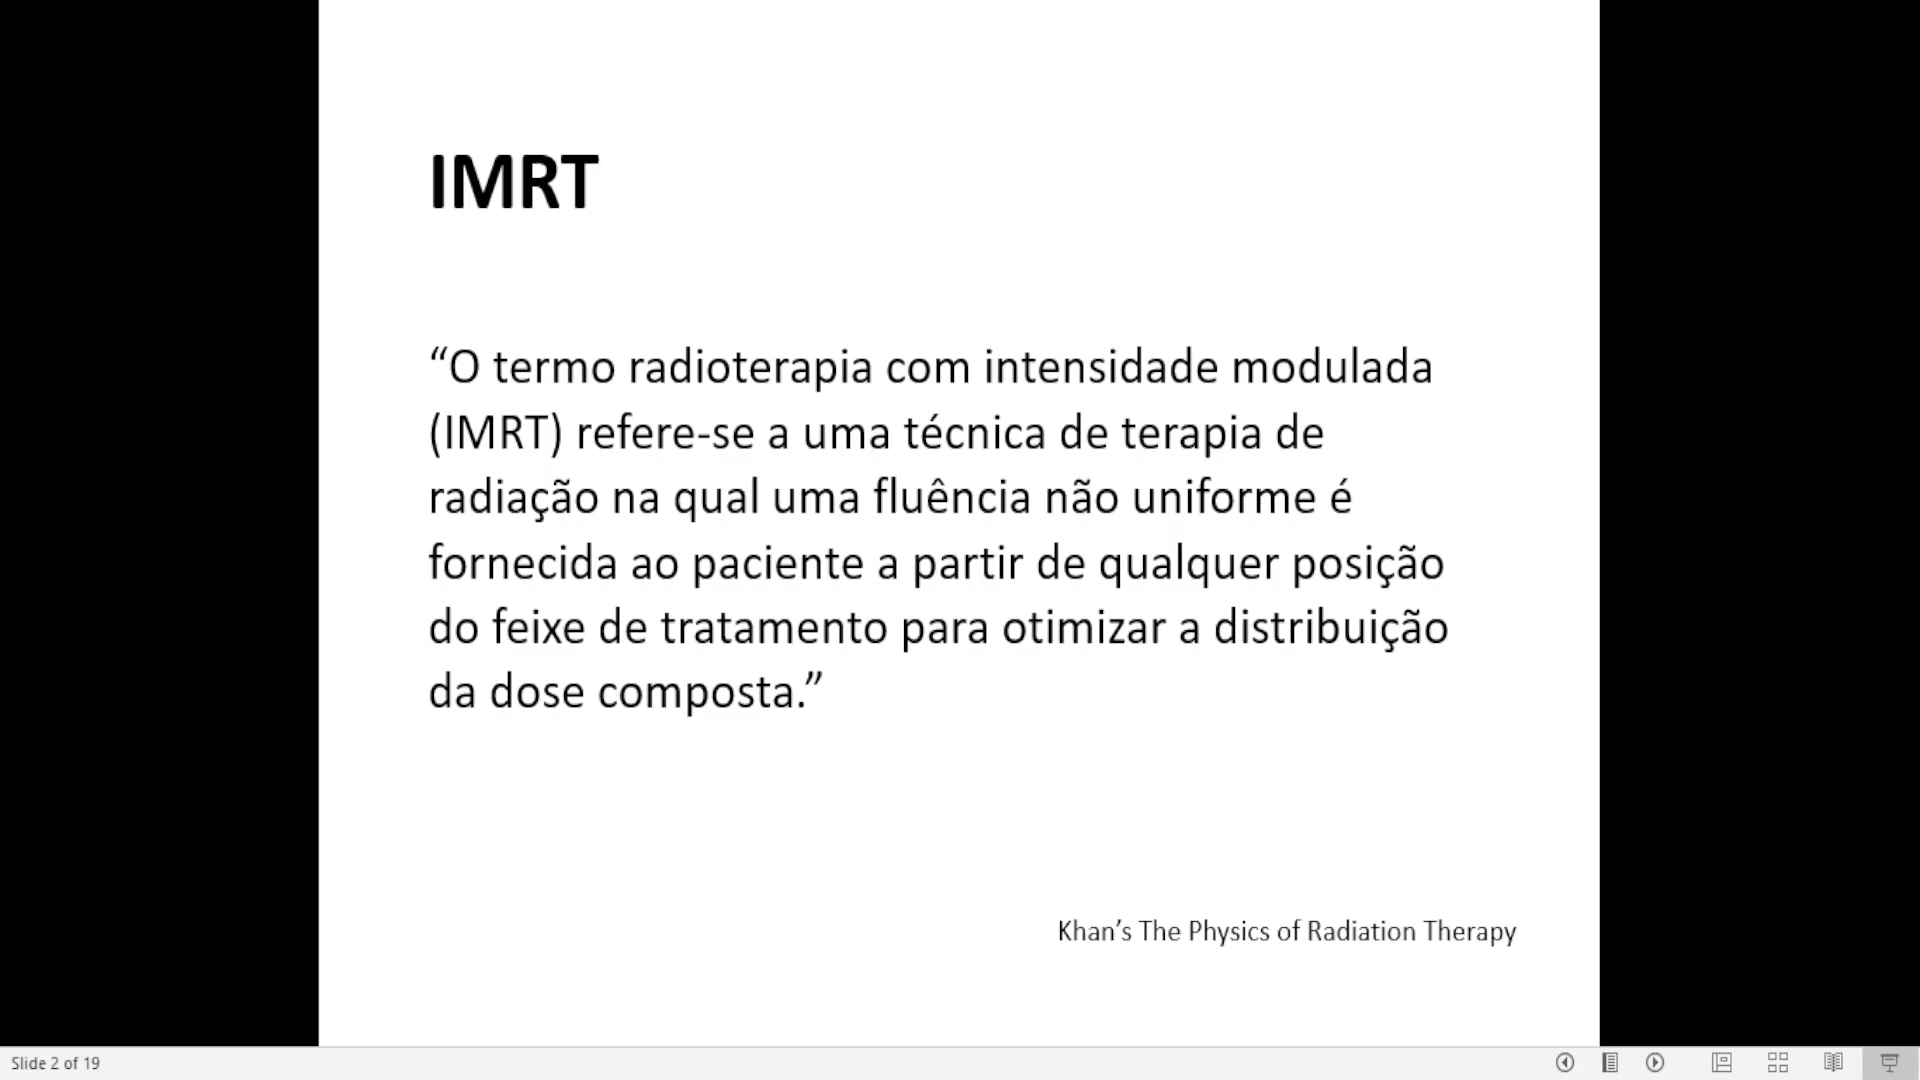 IMRT
“O termo radioterapia com intensidade modulada
(IMRT) refere-se a uma técnica de terapia de
radiação na qual uma fluência não uniforme é
fornecida ao paciente a partir de qualquer posição
do feixe de tratamento para otimizar a distribuição
da dose composta.”
Khan’s The Physics of Radiation Therapy
Slide 2 of 19